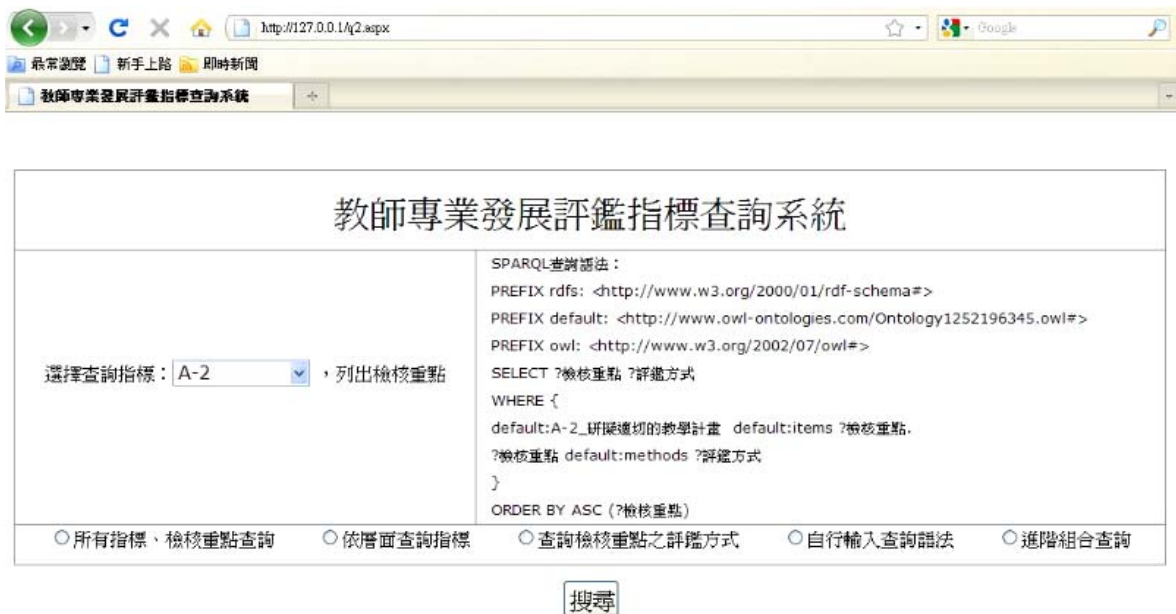 http://127.0.0.1/q2.aspx
Google
最常瀏覽 新手上路 即時新聞
教師專業發展評鑑指標查詢系統
教師專業發展評鑑指標查詢系統
選擇查詢指標：A-2 ，列出檢核重點
SPARQL查詢語法：
PREFIX rdfs: <http://www.w3.org/2000/01/rdf-schema#>
PREFIX default: <http://www.owl-ontologies.com/Ontology1252196345.owl#>
PREFIX owl: <http://www.w3.org/2002/07/owl#>
SELECT ?檢核重點 ?評鑑方式
WHERE {
default:A-2_研擬適切的教學計畫 default:items ?檢核重點.
?檢核重點 default:methods ?評鑑方式
}
ORDER BY ASC (?檢核重點)
所有指標、檢核重點查詢 依層面查詢指標 查詢檢核重點之評鑑方式 自行輸入查詢語法 進階組合查詢
搜尋